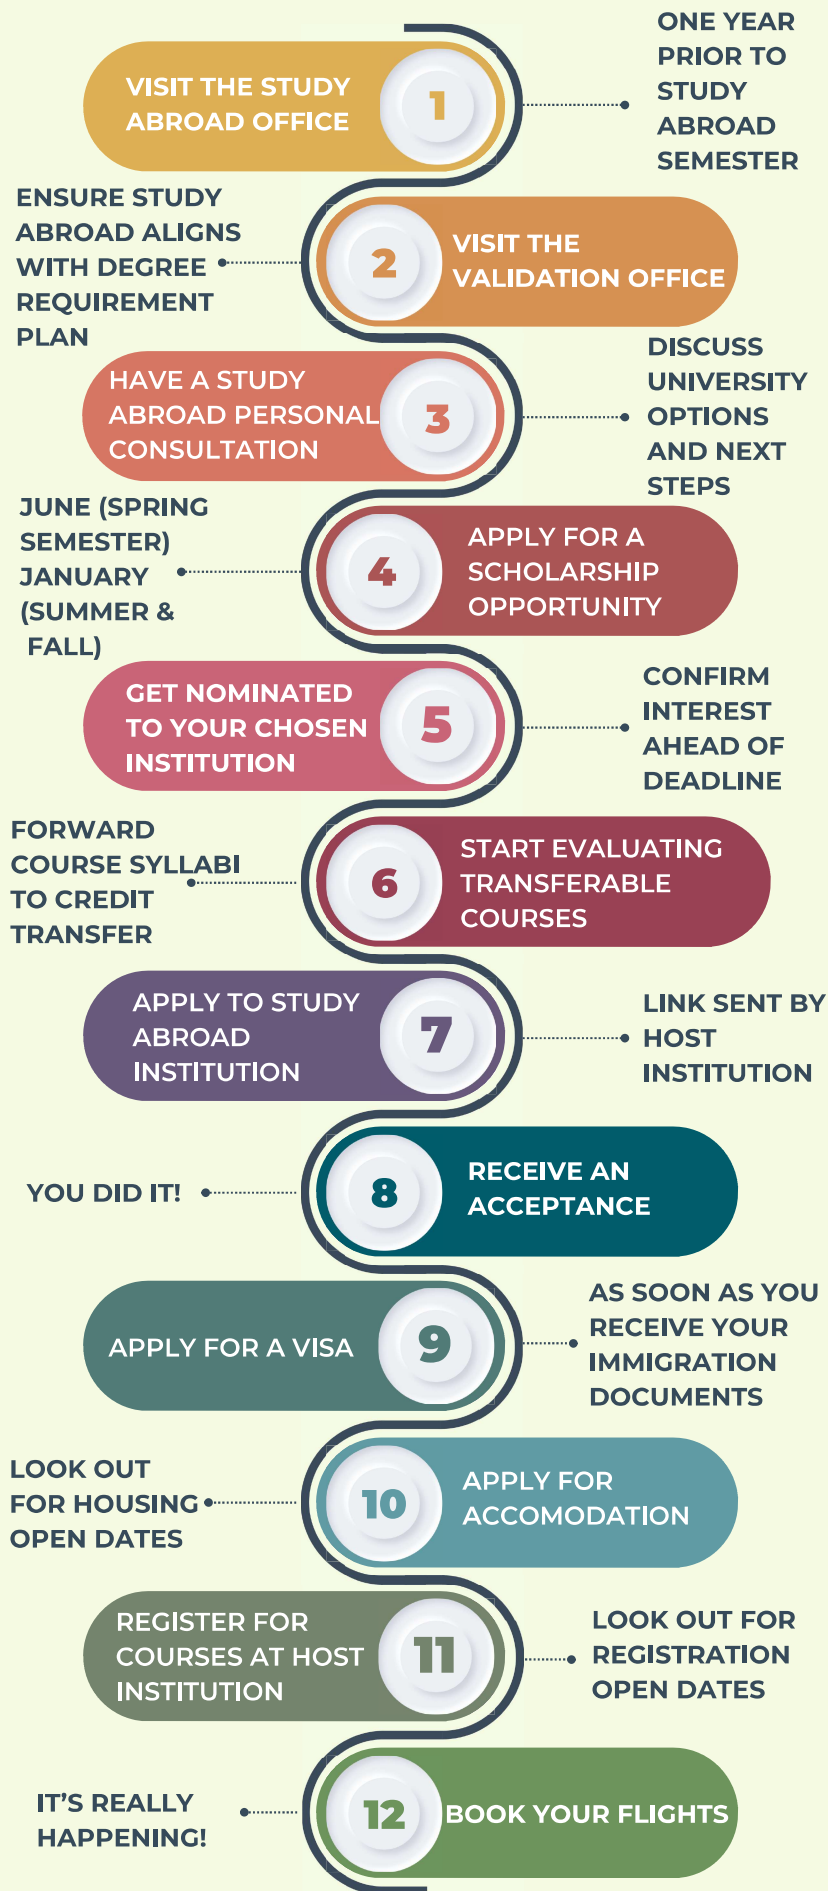 VISIT THE STUDY
ABROAD OFFICE
1
ONE YEAR
PRIOR TO
STUDY
ABROAD
SEMESTER
ENSURE STUDY
ABROAD ALIGNS
WITH DEGREE
REQUIREMENT
PLAN
2
VISIT THE
VALIDATION OFFICE
HAVE A STUDY
ABROAD PERSONAL
CONSULTATION
3
DISCUSS
UNIVERSITY
OPTIONS
AND NEXT
STEPS
JUNE (SPRING
SEMESTER)
JANUARY
(SUMMER &
FALL)
4
APPLY FOR A
SCHOLARSHIP
OPPORTUNITY
GET NOMINATED
TO YOUR CHOSEN
INSTITUTION
5
CONFIRM
INTEREST
AHEAD OF
DEADLINE
FORWARD
COURSE SYLLABI
TO CREDIT
TRANSFER
6
START EVALUATING
TRANSFERABLE
COURSES
APPLY TO STUDY
ABROAD
INSTITUTION
7
LINK SENT BY
HOST
INSTITUTION
YOU DID IT!
8
RECEIVE AN
ACCEPTANCE
APPLY FOR A VISA
9
AS SOON AS YOU
RECEIVE YOUR
IMMIGRATION
DOCUMENTS
LOOK OUT
FOR HOUSING
OPEN DATES
10
APPLY FOR
ACCOMODATION
REGISTER FOR
COURSES AT HOST
INSTITUTION
11
LOOK OUT FOR
REGISTRATION
OPEN DATES
IT'S REALLY
HAPPENING!
12
BOOK YOUR FLIGHTS